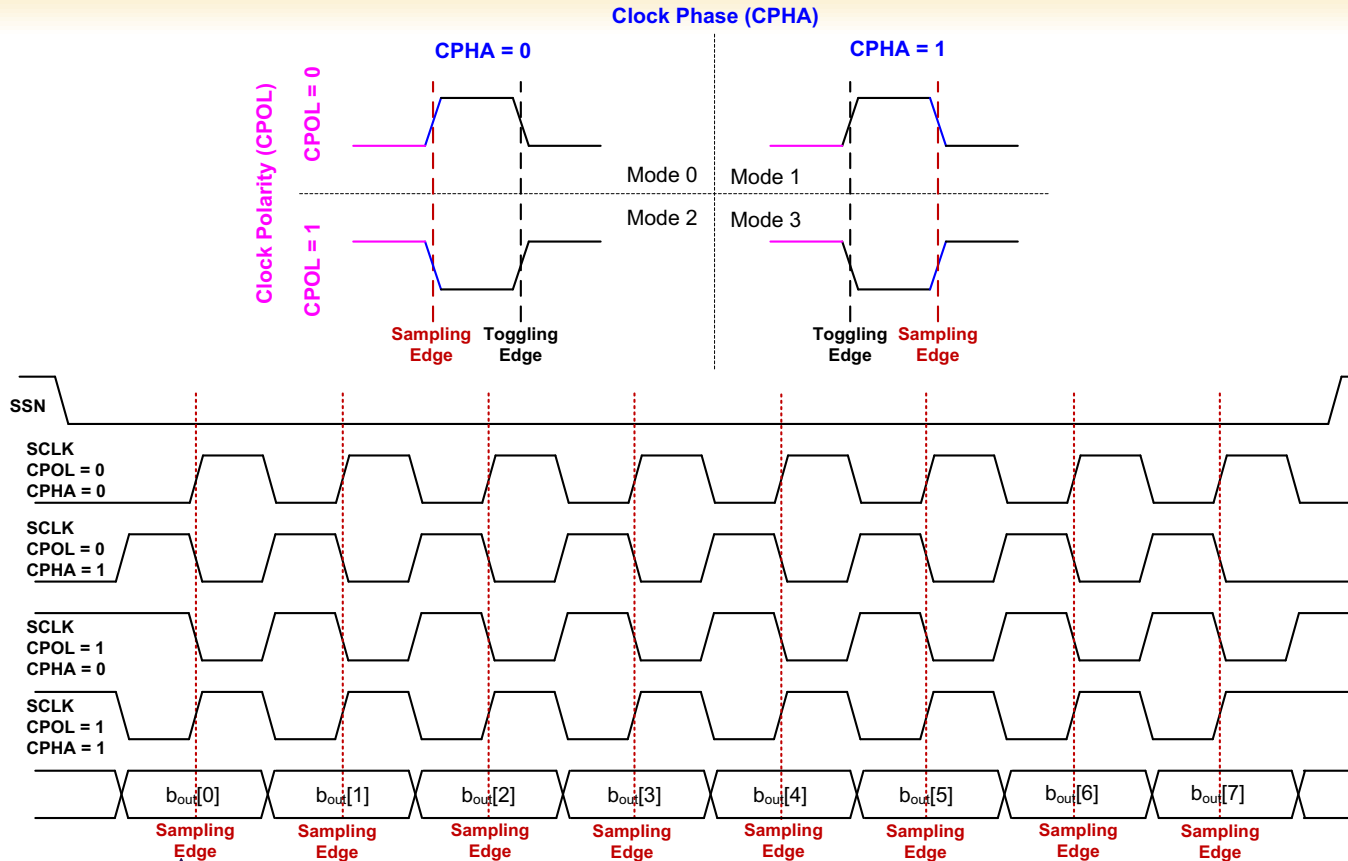 Clock Phase (CPHA)
CPHA = 0
CPHA = 1
Clock Polarity (CPOL)
CPOL = 0
CPOL = 1
Mode 0
Mode 1
Mode 2
Mode 3
Sampling
Edge
Toggling
Edge
Toggling
Edge
Sampling
Edge
SSN
SCLK
CPOL = 0
CPHA = 0
SCLK
CPOL = 0
CPHA = 1
SCLK
CPOL = 1
CPHA = 0
SCLK
CPOL = 1
CPHA = 1
bout[0] bout[1] bout[2] bout[3] bout[4] bout[5] bout[6] bout[7]
Sampling Sampling Sampling Sampling Sampling Sampling Sampling Sampling
Edge Edge Edge Edge Edge Edge Edge Edge